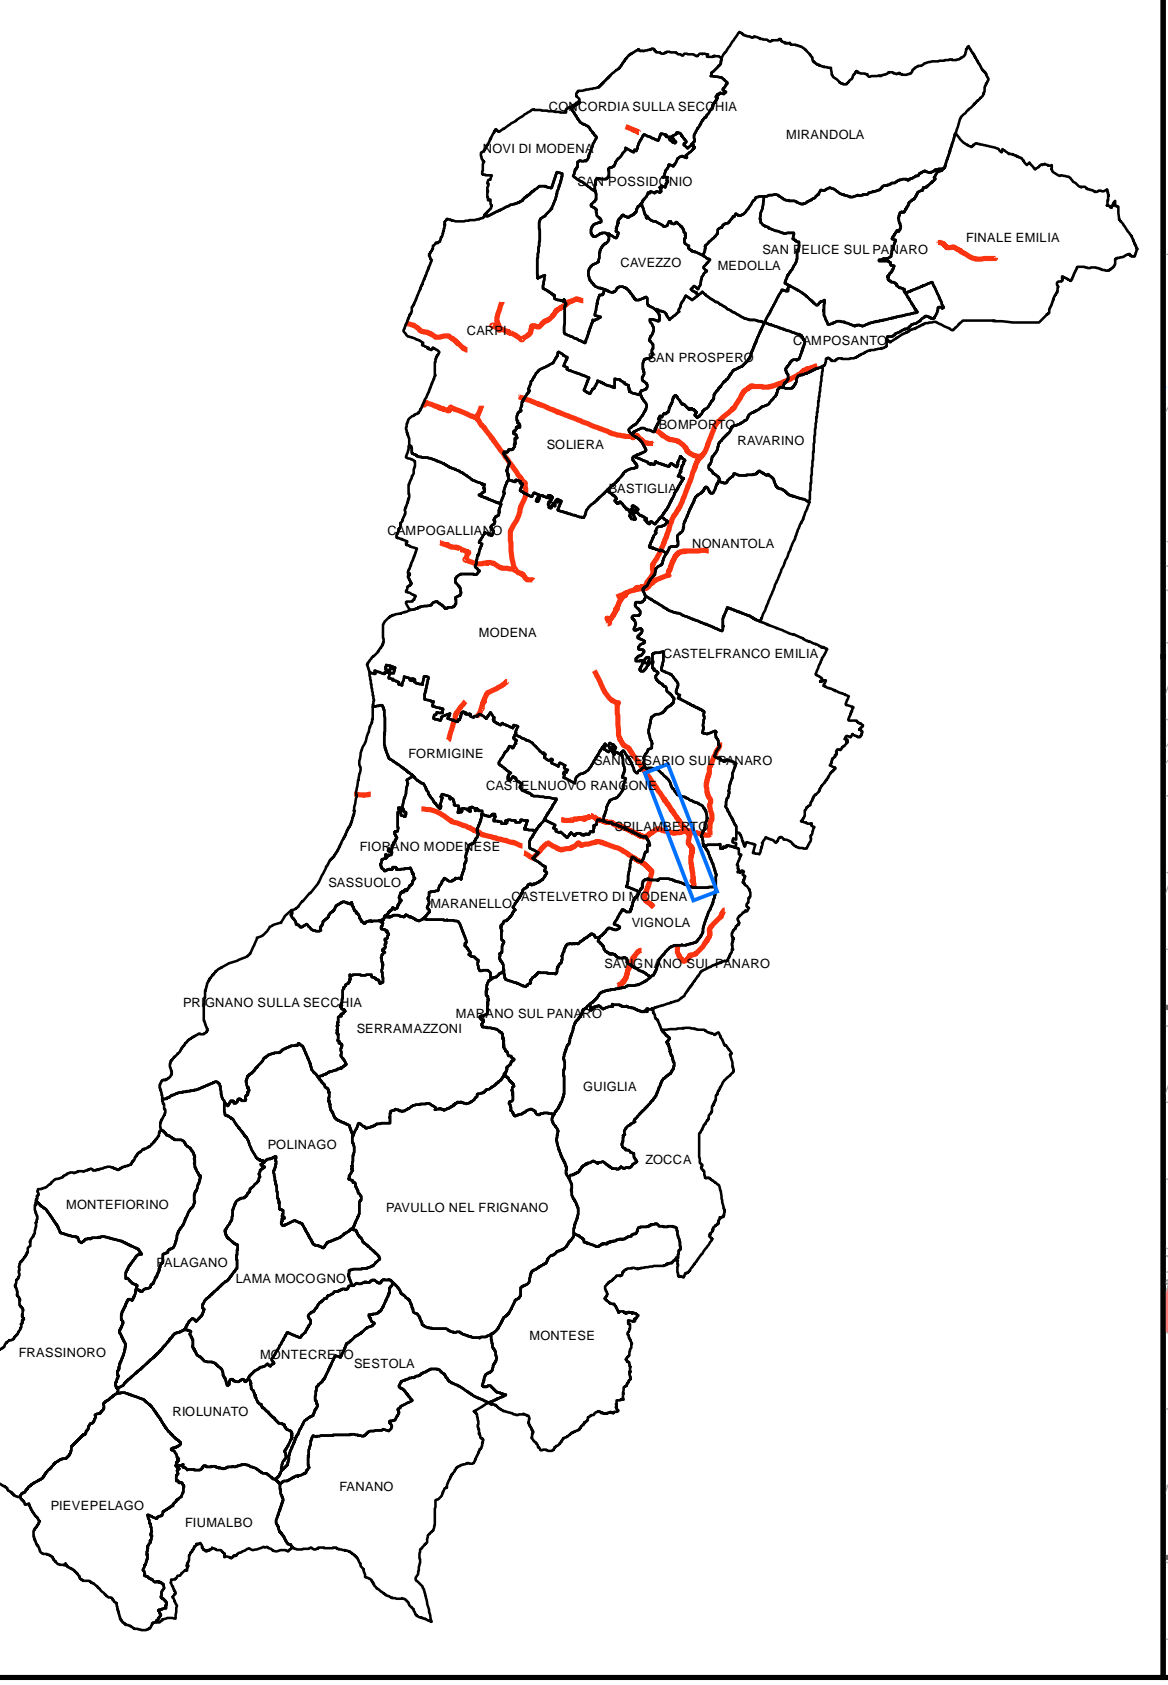 CONCORDIA SULLA SECCHIA
MIRANDOLA
NOVI DI MODENA
SAN POSSIDONIO
FINALE EMILIA
SAN FELICE SUL PANARO
CAVEZZO
MEDOLLA
CARPI
CAMPOSANTO
SAN PROSPERO
BOMPORTO
RAVARINO
SOLIERA
BASTIGLIA
CAMPOGALLIANO
NONANTOLA
MODENA
CASTELFRANCO EMILIA
FORMIGINE
SAN CESARIO SUL PANARO
CASTELNUOVO RANGONE
SPILAMBERTO
FIORANO MODENESE
SASSUOLO
CASTELVETRO DI MODENA
MARANELLO
VIGNOLA
SAVIGNANO SUL PANARO
PRIGNANO SULLA SECCHIA
MARANO SUL PANARO
SERRAMAZZONI
GUIGLIA
POLINAGO
ZOCCA
MONTEFIORINO
PAVULLO NEL FRIGNANO
PALAGANO
LAMA MOCOGNO
MONTESE
FRASSINORO
MONTECRETO
SESTOLA
RIOLUNATO
FANANO
PIEVEPELAGO
FIUMALBO